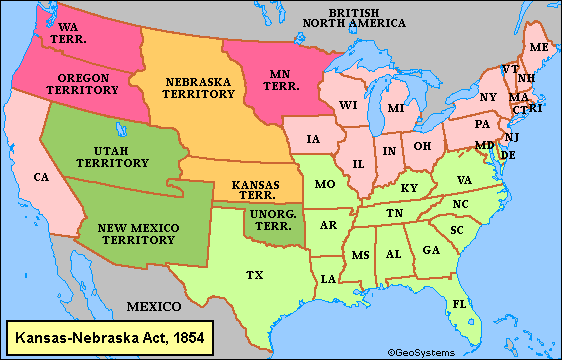 BRITISH
NORTH AMERICA
WA
TERR.
OREGON
TERRITORY
NEBRASKA
TERRITORY
MN
TERR.
WI
MI
ME
VT
NH
NY
MA
CT
RI
PA
NJ
MD
DE
IA
IL
IN
OH
UTAH
TERRITORY
CA
KANSAS
TERR.
MO
KY
VA
NEW MEXICO
TERRITORY
UNORG.
TERR.
AR
TN
NC
SC
TX
LA
MS
AL
GA
FL
MEXICO
Kansas-Nebraska Act, 1854
©GeoSystems